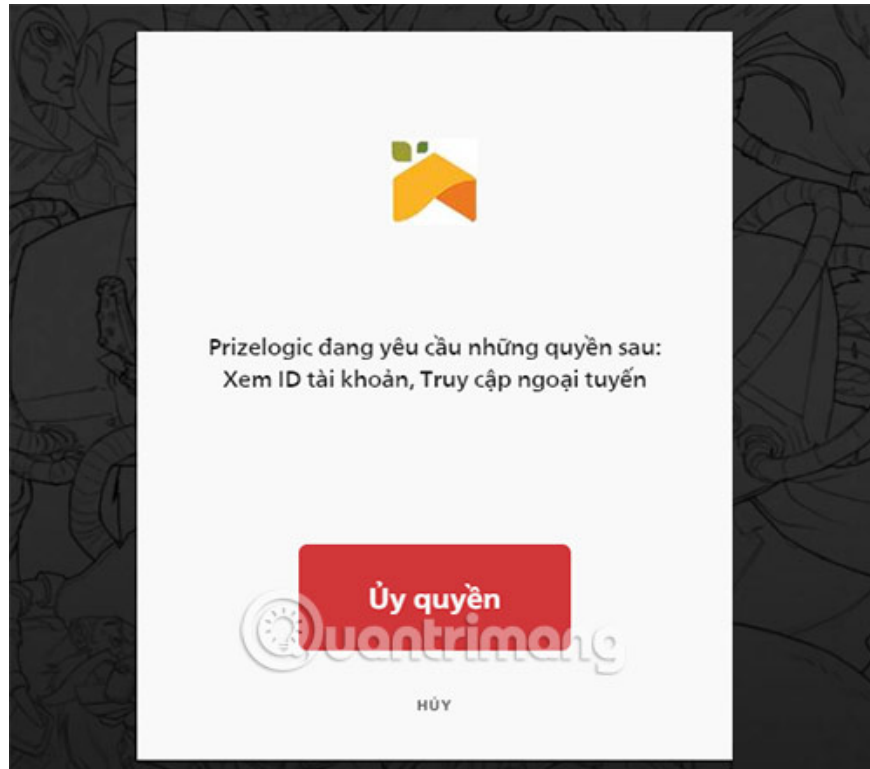 Prizelogic đang yêu cầu những quyền sau:
Xem ID tài khoản, Truy cập ngoại tuyến
Ủy quyền
Quantrimang
HỦY